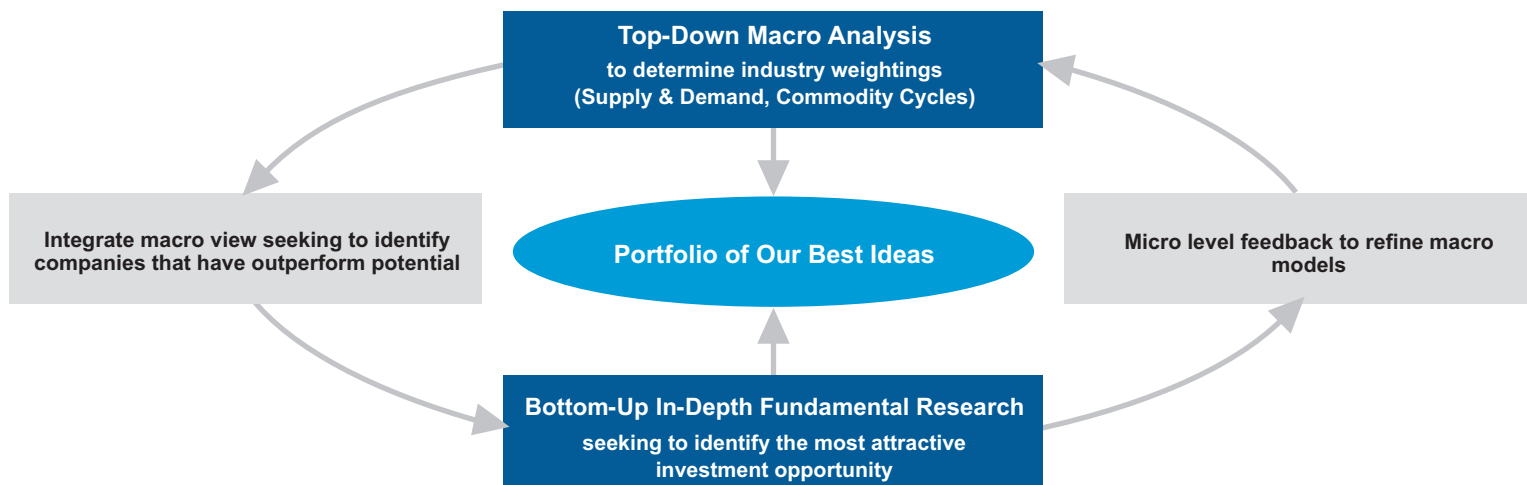 Top-Down Macro Analysis
to determine industry weightings
(Supply & Demand, Commodity Cycles)
Integrate macro view seeking to identify
companies that have outperform potential
Portfolio of Our Best Ideas
Micro level feedback to refine macro
models
Bottom-Up In-Depth Fundamental Research
seeking to identify the most attractive
investment opportunity